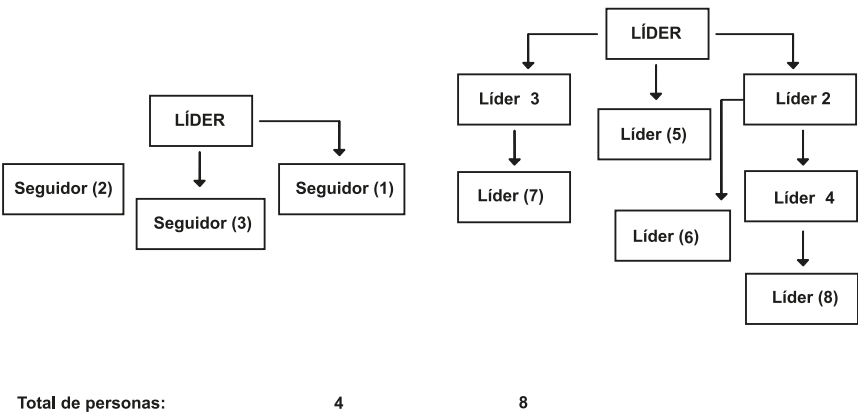 LÍDER
Seguidor (2)
Seguidor (3)
Seguidor (1)
LÍDER
Líder 3
Líder (5)
Líder 2
Líder (7)
Líder (6)
Líder 4
Líder (8)
Total de personas: 4 8